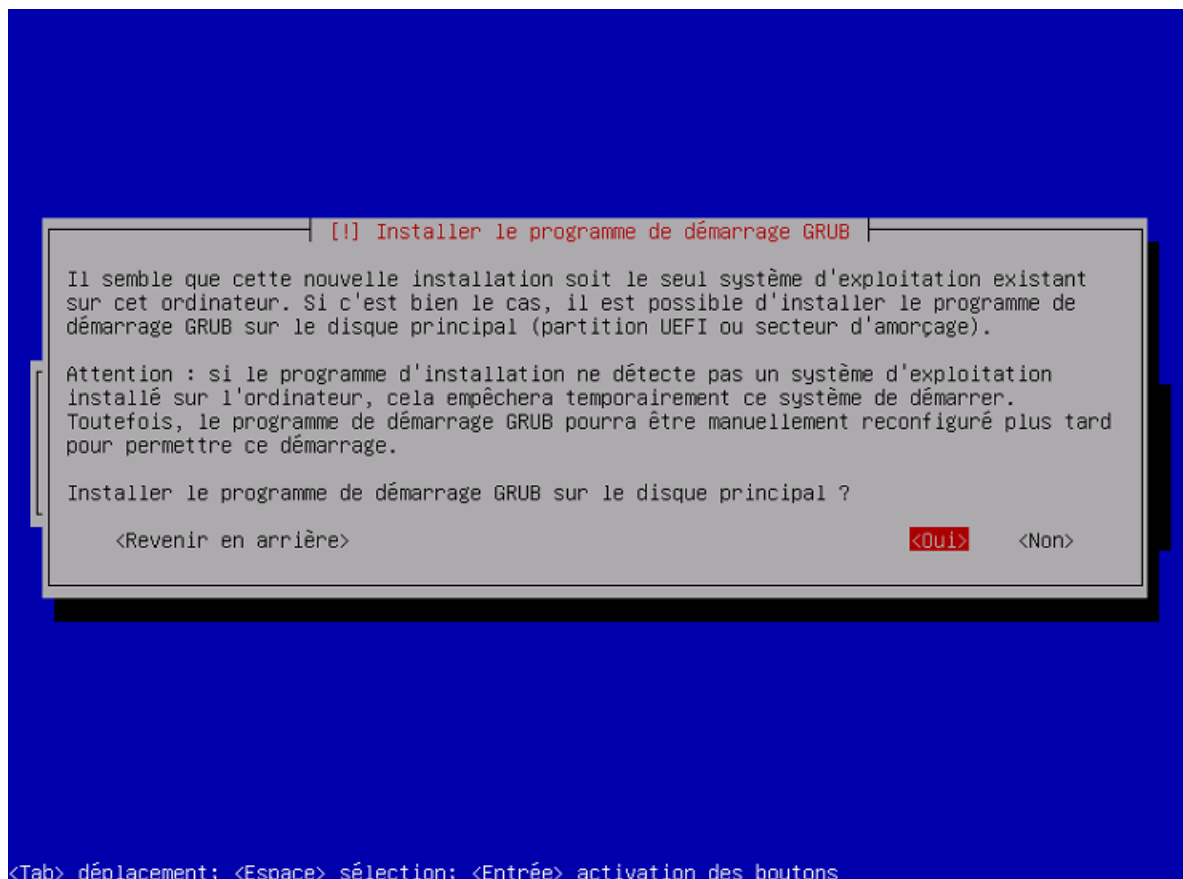 [!] Installer le programme de démarrage GRUB
Il semble que cette nouvelle installation soit le seul système d'exploitation existant
sur cet ordinateur. Si c'est bien le cas, il est possible d'installer le programme de
démarrage GRUB sur le disque principal (partition UEFI ou secteur d'amorçage).
Attention : si le programme d'installation ne détecte pas un système d'exploitation
installé sur l'ordinateur, cela empêchera temporairement ce système de démarrer.
Toutefois, le programme de démarrage GRUB pourra être manuellement reconfiguré plus tard
pour permettre ce démarrage.
Installer le programme de démarrage GRUB sur le disque principal ?
<Revenir en arrière> <Oui> <Non>
<Tab> déplacement; <Espace> sélection; <Entrée> activation des boutons